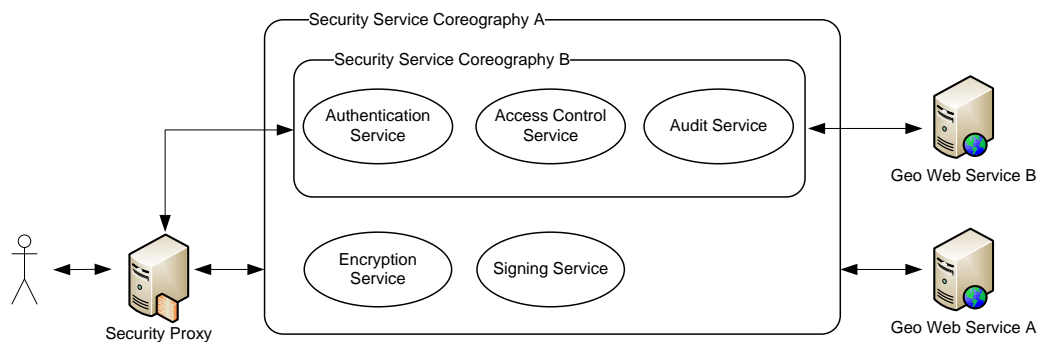 Security Service Coreography A
Security Service Coreography B
Authentication
Service
Access Control
Service
Audit Service
Geo Web Service B
Encryption
Service
Signing Service
Security Proxy
Geo Web Service A